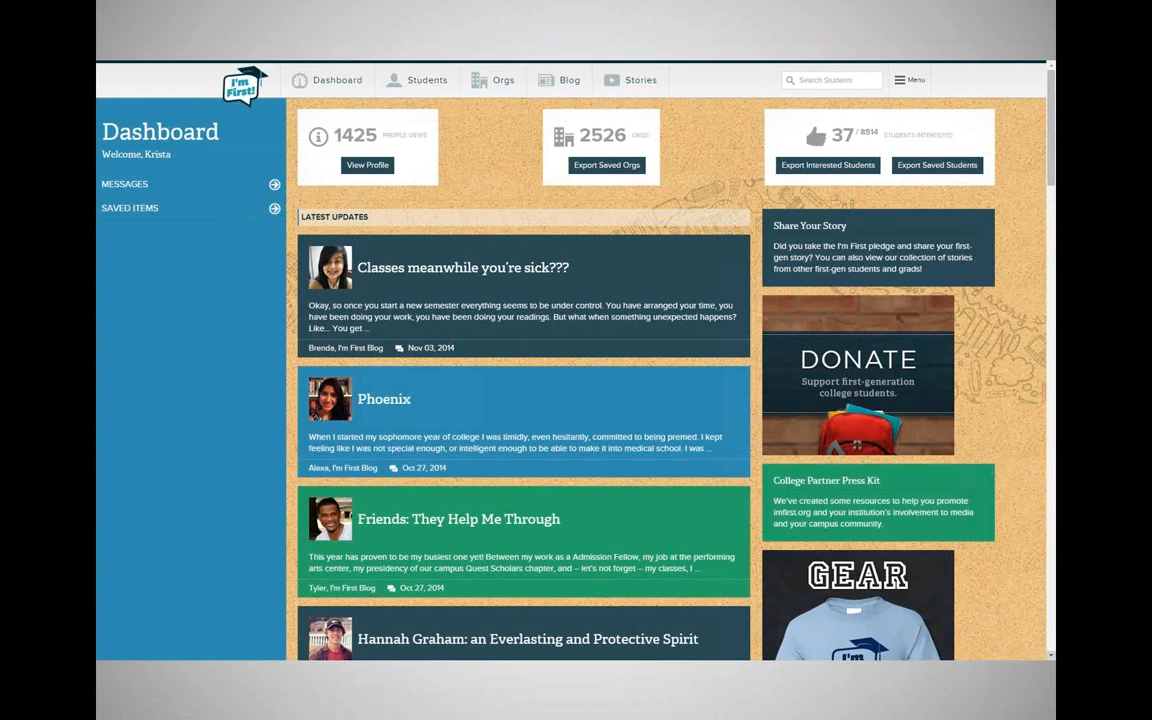 I'm
First!
Dashboard
Students
Orgs
Blog
Stories
Search Students
Menu
Dashboard
Welcome, Krista
MESSAGES
SAVED ITEMS
1425 PROFILE VIEWS
View Profile
2526 ORGS
Export Saved Orgs
37 / 8514 STUDENTS INTERESTED
Export Interested Students
Export Saved Students
LATEST UPDATES
Classes meanwhile you're sick???
Okay, so once you start a new semester everything seems to be under control. You have arranged your time, you
have been doing your work, you have been doing your readings. But what when something unexpected happens?
Like... You get ...
Brenda, I'm First Blog Nov 03, 2014
Phoenix
When I started my sophomore year of college I was timidly, even hesitantly, committed to being premed. I kept
feeling like I was not special enough, or intelligent enough to be able to make it into medical school. I was ...
Alexa, I'm First Blog Oct 27, 2014
Friends: They Help Me Through
This year has proven to be my busiest one yet! Between my work as a Admission Fellow, my job at the performing
arts center, my presidency of our campus Quest Scholars chapter, and – let's not forget – my classes, I ...
Tyler, I'm First Blog Oct 27, 2014
Hannah Graham: an Everlasting and Protective Spirit
Share Your Story
Did you take the I'm First pledge and share your first-
gen story? You can also view our collection of stories
from other first-gen students and grads!
DONATE
Support first-generation
college students.
College Partner Press Kit
We've created some resources to help you promote
imfirst.org and your institution's involvement to media
and your campus community.
GEAR
I'm